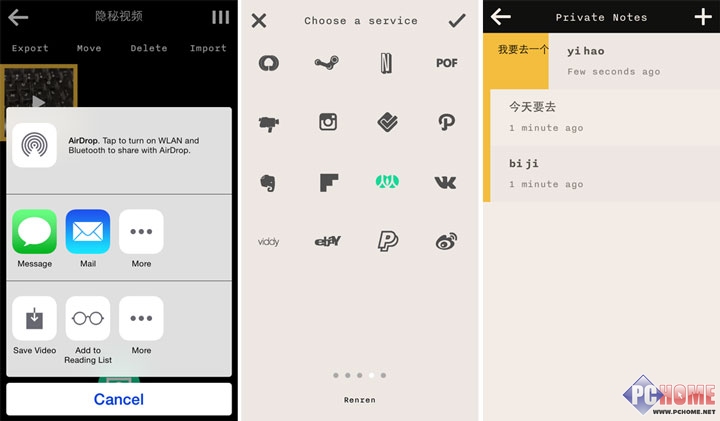 隐秘视频
Export Move Delete Import
AirDrop. Tap to turn on WLAN and
Bluetooth to share with AirDrop.
Message Mail More
Save Video Add to More
Reading List
Cancel
Choose a service
N POF
viddy ebay
Renren
Private Notes
我要去一个
yi hao
Few seconds ago
今天要去
1 minute ago
bi ji
1 minute ago
PCHOME
WWW.PCHOME.NET